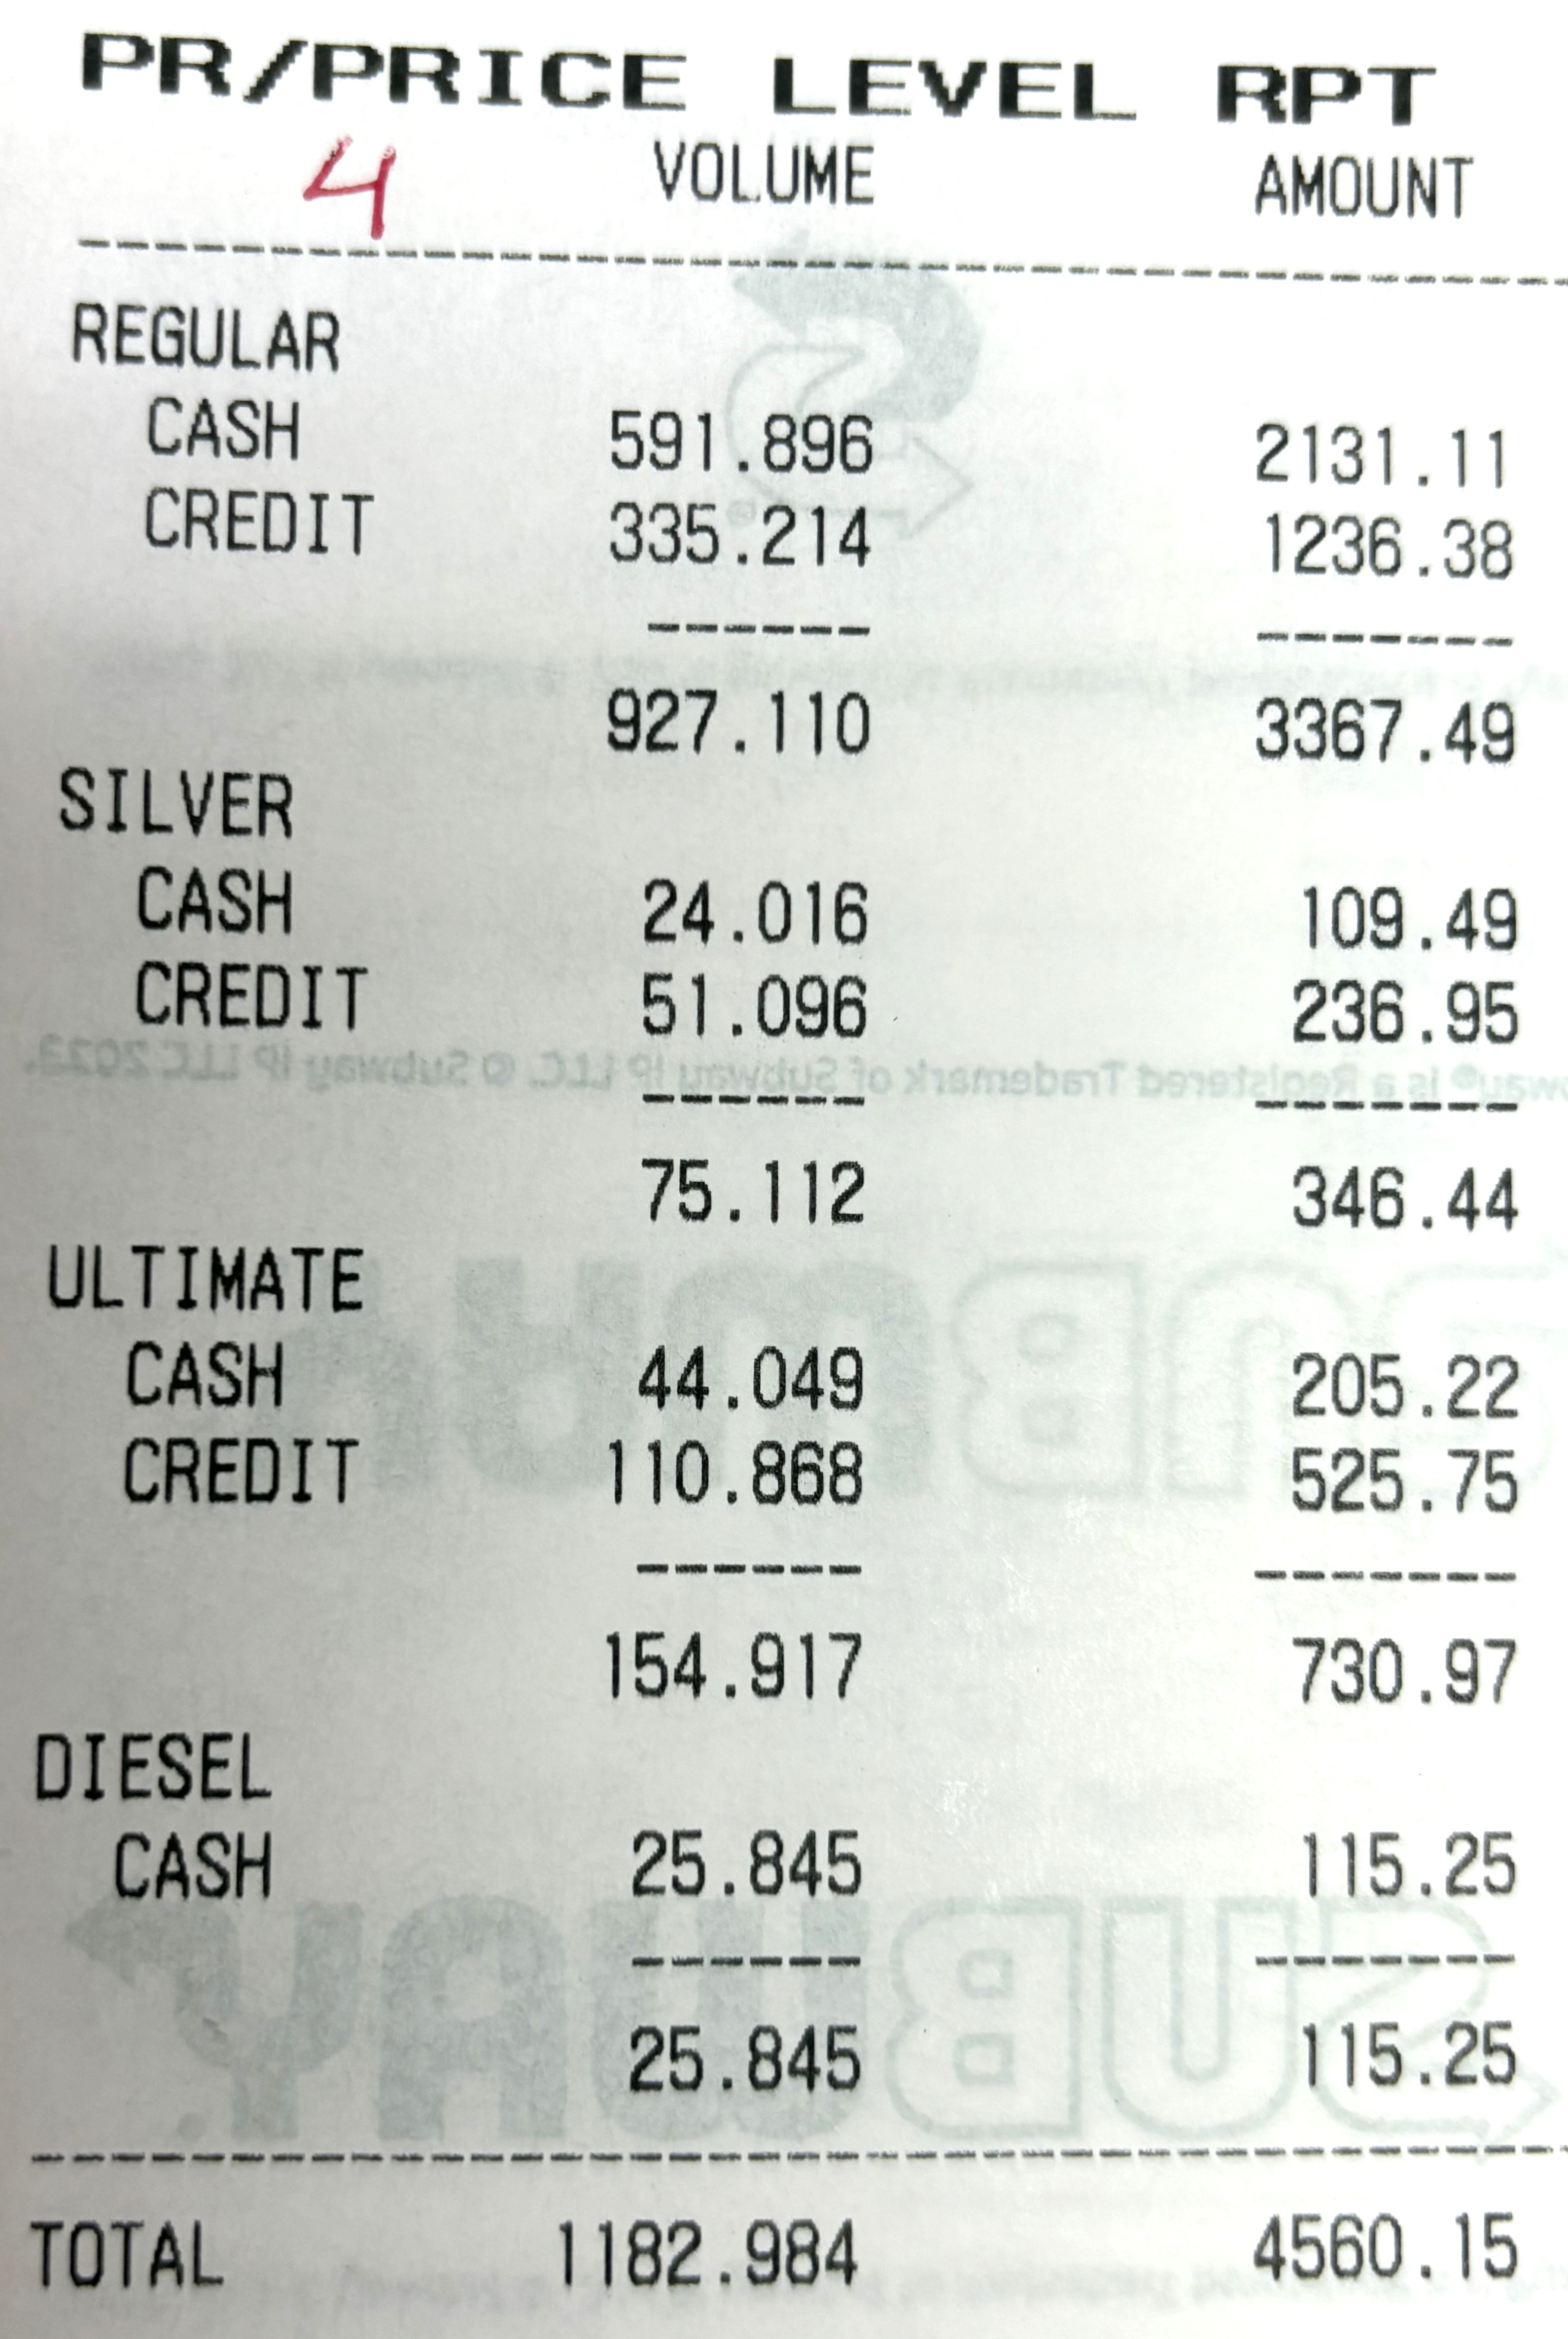 PR/PRICE LEVEL RPT
4 VOLUME AMOUNT
REGULAR
CASH 591.896 2131.11
CREDIT 335.214 1236.38
927.110 3367.49
SILVER
CASH 24.016 109.49
CREDIT 51.096 236.95
way® is a Registered Trademark of Subway IP LLC. © Subway IP LLC 2023.
75.112 346.44
ULTIMATE
SUBWAY
CASH 44.049 205.22
CREDIT 110.868 525.75
154.917 730.97
DIESEL
CASH 25.845 115.25
SUBWAY
25.845 115.25
TOTAL 1182.984 4560.15